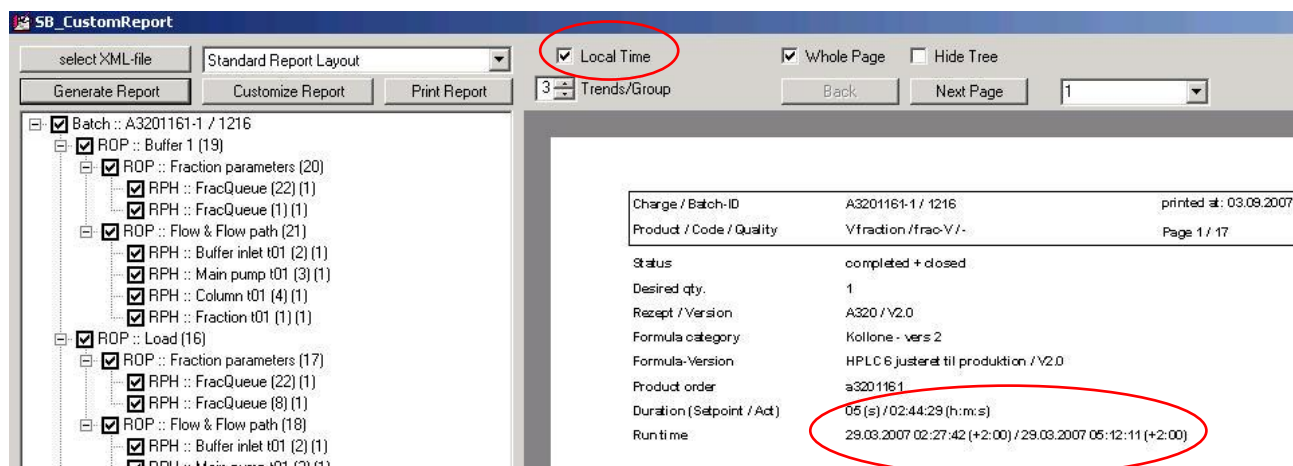 SB_CustomReport
select XML-file Standard Report Layout Local Time Whole Page Hide Tree
Generate Report Customize Report Print Report 3 Trends/Group Back Next Page 1
Batch :: A3201161-1 / 1216
ROP :: Buffer 1 (19)
ROP :: Fraction parameters (20)
RPH :: FracQueue (22) (1)
RPH :: FracQueue (1) (1)
ROP :: Flow & Flow path (21)
RPH :: Buffer inlet t01 (2) (1)
RPH :: Main pump t01 (3) (1)
RPH :: Column t01 (4) (1)
RPH :: Fraction t01 (1) (1)
ROP :: Load (16)
ROP :: Fraction parameters (17)
RPH :: FracQueue (22) (1)
RPH :: FracQueue (8) (1)
ROP :: Flow & Flow path (18)
RPH :: Buffer inlet t01 (2) (1)
RPH :: Main pump t01 (3) (1)
Charge / Batch-ID A3201161-1 / 1216 printed at: 03.09.2007
Product / Code / Quality Vfraction /frac-V /- Page 1 / 17
Status completed + closed
Desired qty. 1
Rezept / Version A320 / V2.0
Formula category Kollone - vers 2
Formula-Version HPLC 6 justeret til produktion / V2.0
Product order a3201161
Duration (Setpoint / Act) 05 (s) / 02:44:29 (h:m:s)
Runtime 29.03.2007 02:27:42 (+2:00) / 29.03.2007 05:12:11 (+2:00)